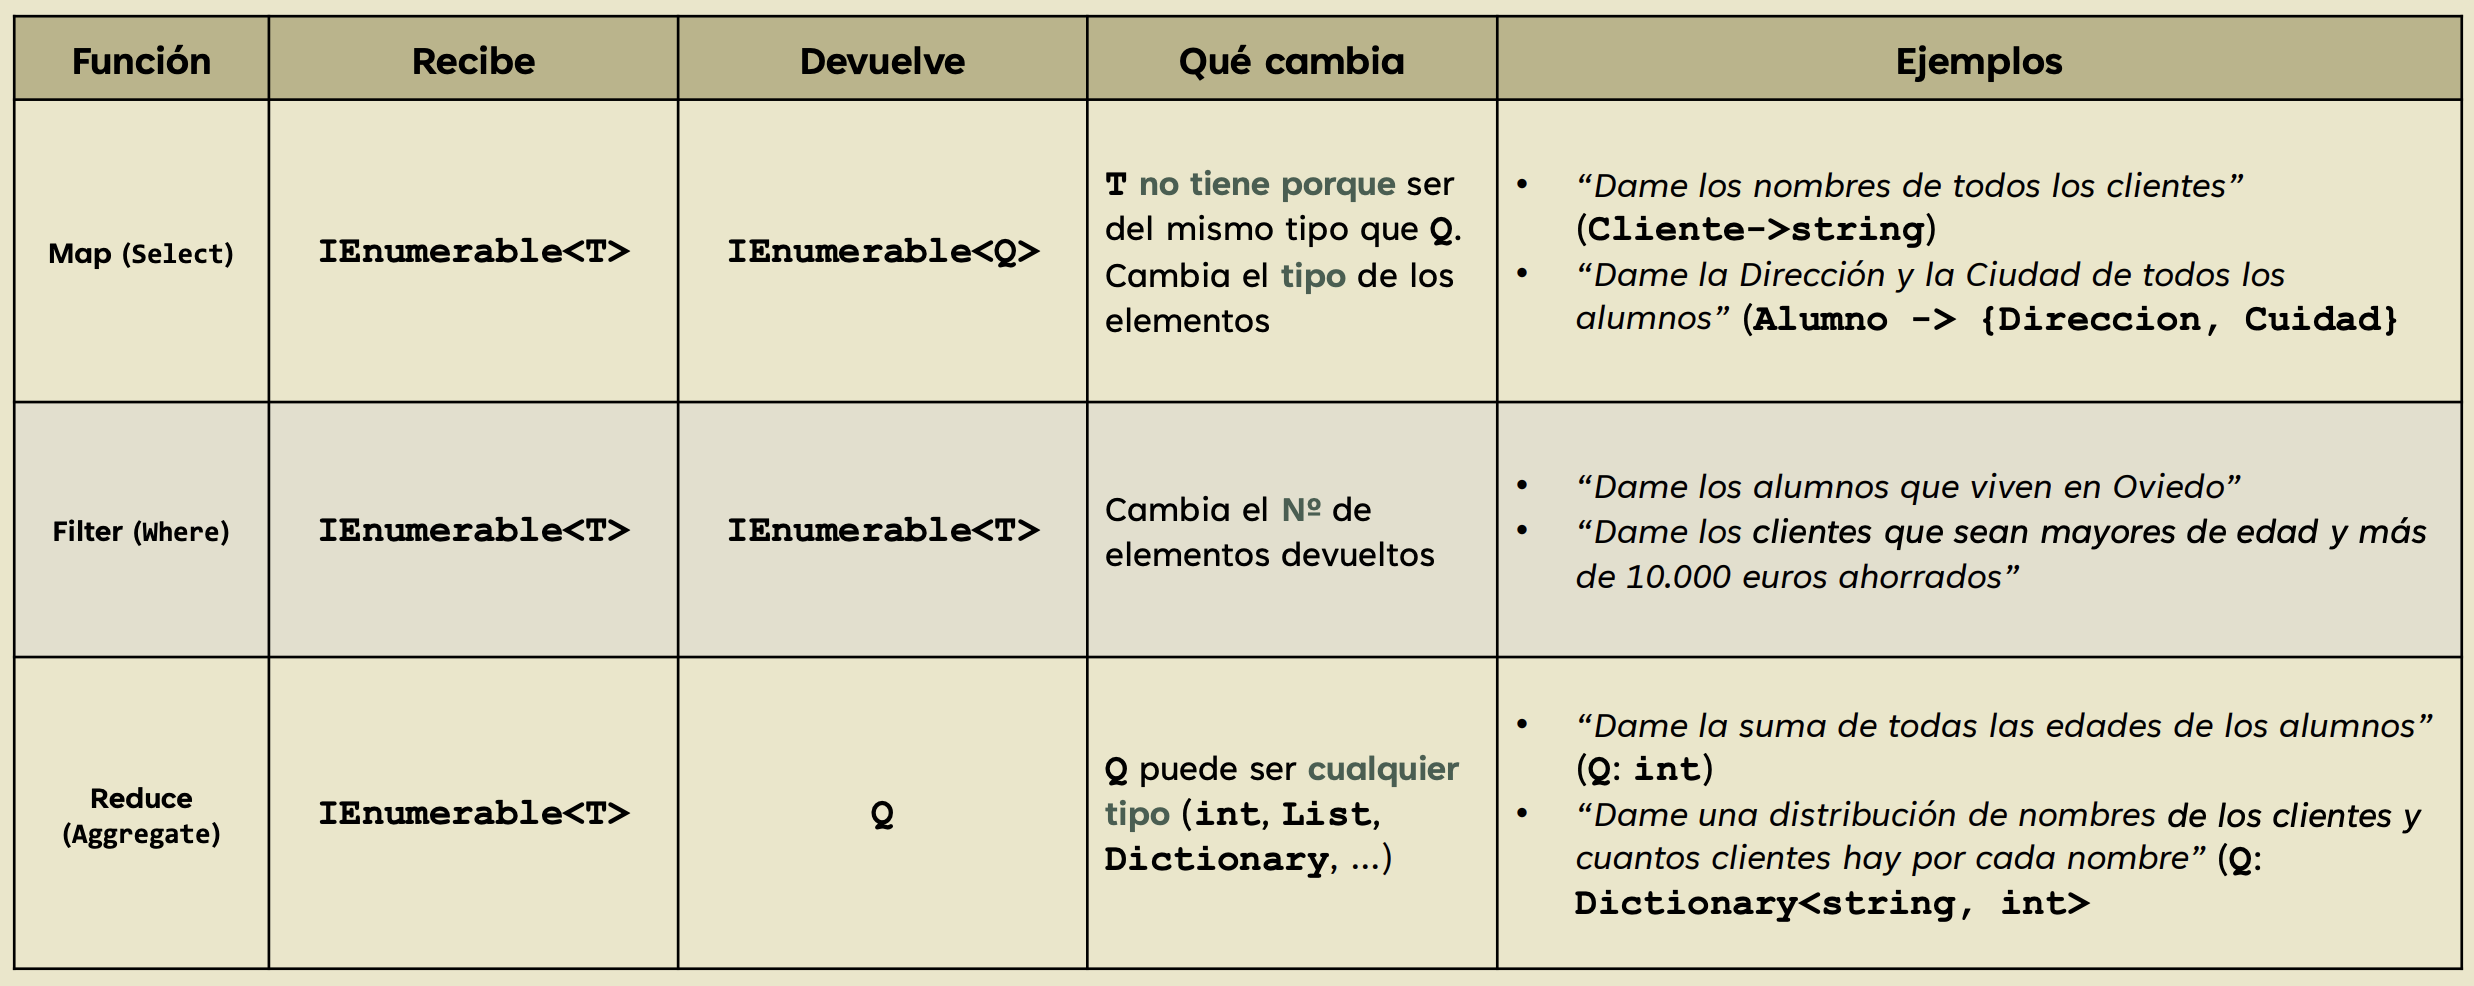 Función Recibe Devuelve Qué cambia Ejemplos
Map (Select)
IEnumerable<T>
IEnumerable<Q>
T no tiene porque ser
del mismo tipo que Q.
Cambia el tipo de los
elementos
• “Dame los nombres de todos los clientes”
(Cliente->string)
• “Dame la Dirección y la Ciudad de todos los
alumnos” (Alumno -> {Direccion, Cuidad}
Filter (Where)
IEnumerable<T>
IEnumerable<T>
Cambia el Nº de
elementos devueltos
• “Dame los alumnos que viven en Oviedo”
• “Dame los clientes que sean mayores de edad y más
de 10.000 euros ahorrados”
Reduce
(Aggregate)
IEnumerable<T>
Q
Q puede ser cualquier
tipo (int, List,
Dictionary, …)
• “Dame la suma de todas las edades de los alumnos”
(Q: int)
• “Dame una distribución de nombres de los clientes y
cuantos clientes hay por cada nombre” (Q:
Dictionary<string, int>